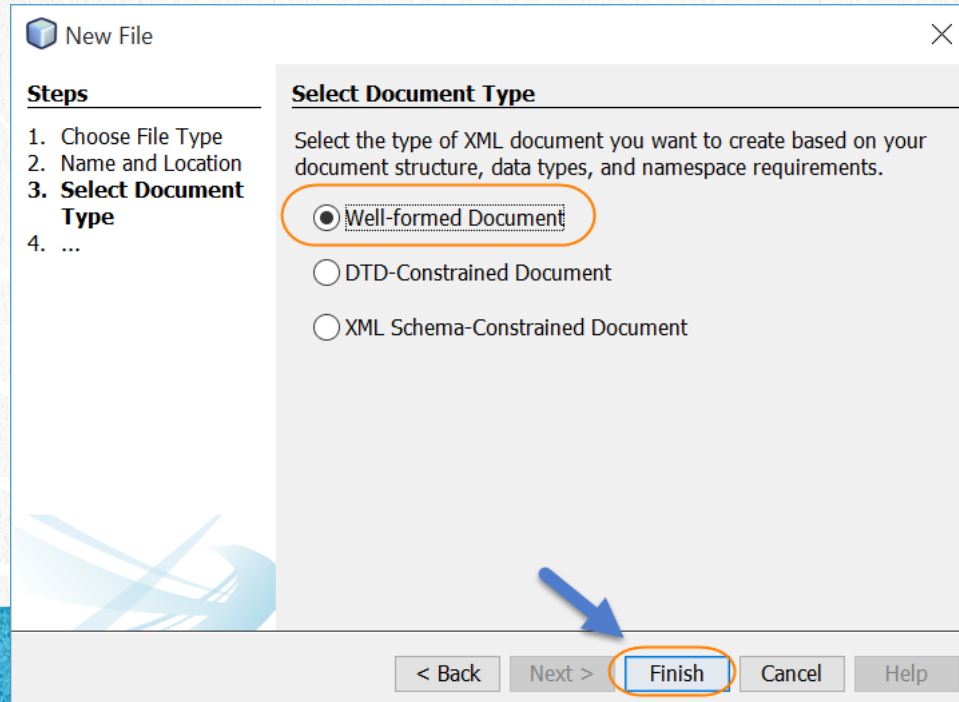 New File
Steps
1. Choose File Type
2. Name and Location
3. Select Document
Type
4. ...
Select Document Type
Select the type of XML document you want to create based on your
document structure, data types, and namespace requirements.
Well-formed Document
DTD-Constrained Document
XML Schema-Constrained Document
< Back Next > Finish Cancel Help